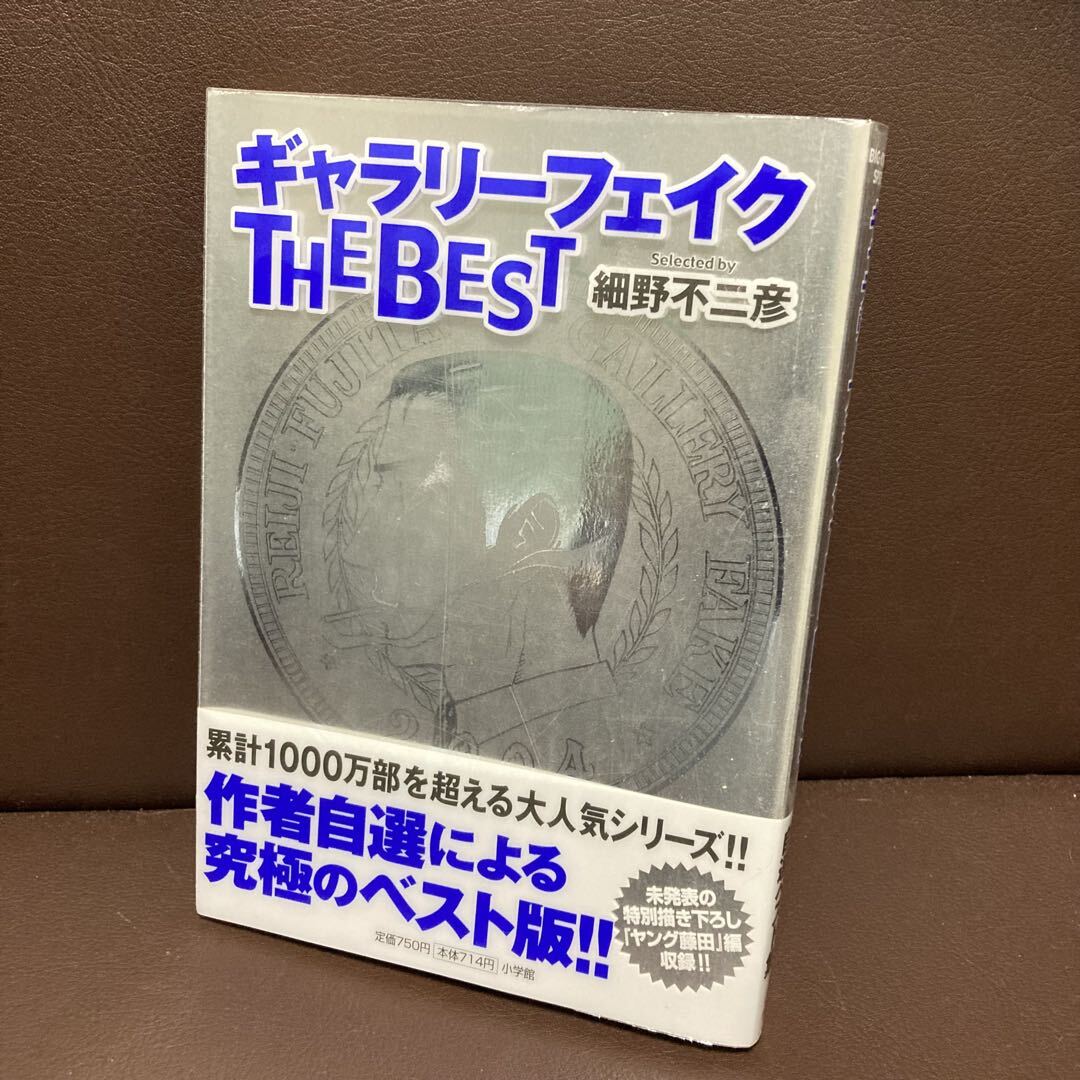 ギャラリーフェイク
THE BEST
Selected by
細野不二彦
REIJI・FUJITA
GALLERY FAKE
2004
累計1000万部を超える大人気シリーズ!!
作者自選による
究極のベスト版!!
未発表の
特別描き下ろし
「ヤング藤田」編
収録!!
定価750円 本体714円 小学館